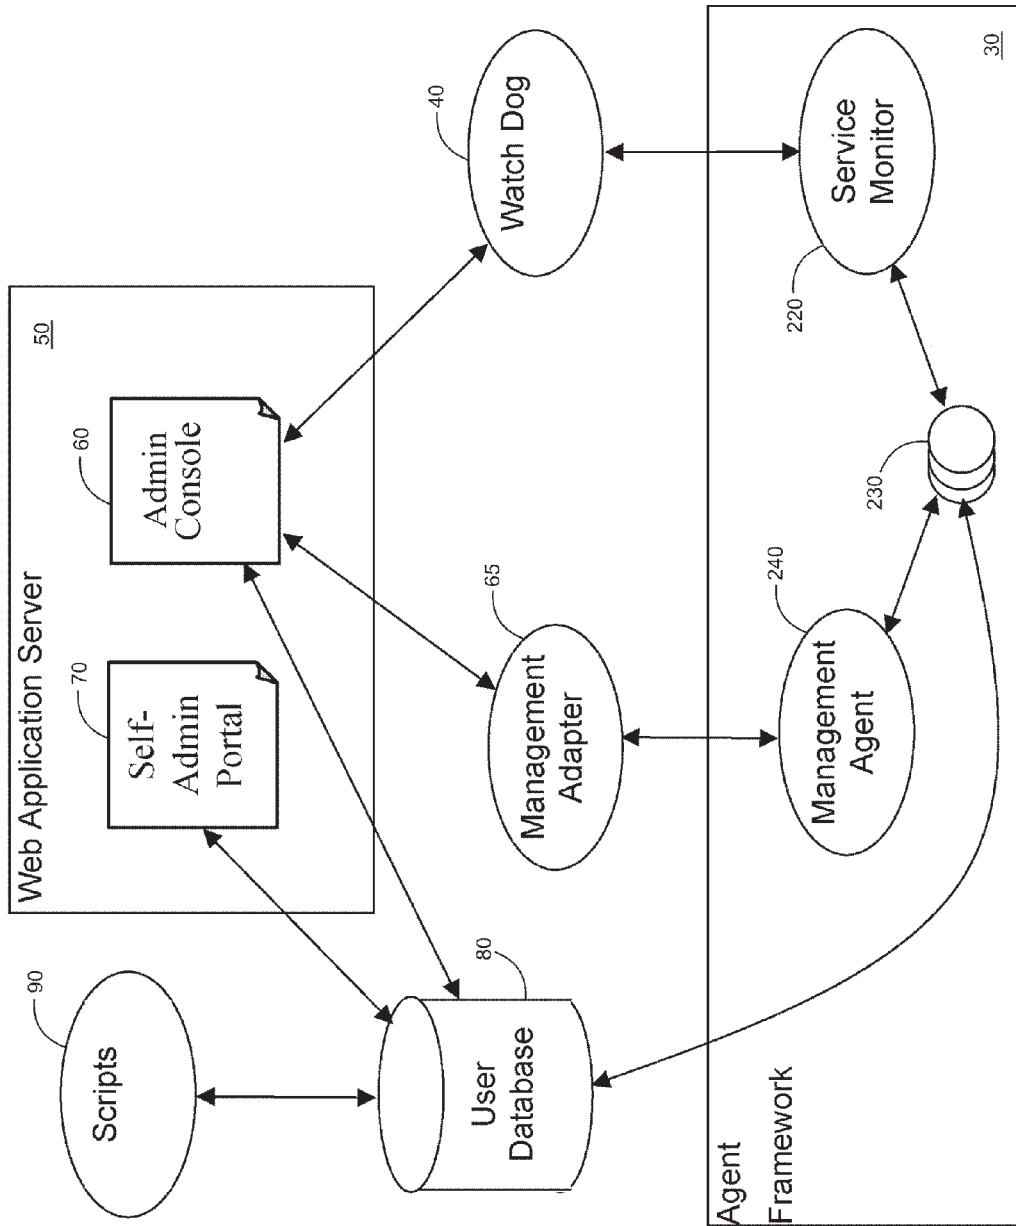 Scripts
90
Web Application Server
50
Self-
Admin
Portal
70
Admin
Console
60
User
Database
80
Management
Adapter
65
Watch Dog
40
Agent
Framework
30
Management
Agent
240
230
Service
Monitor
220